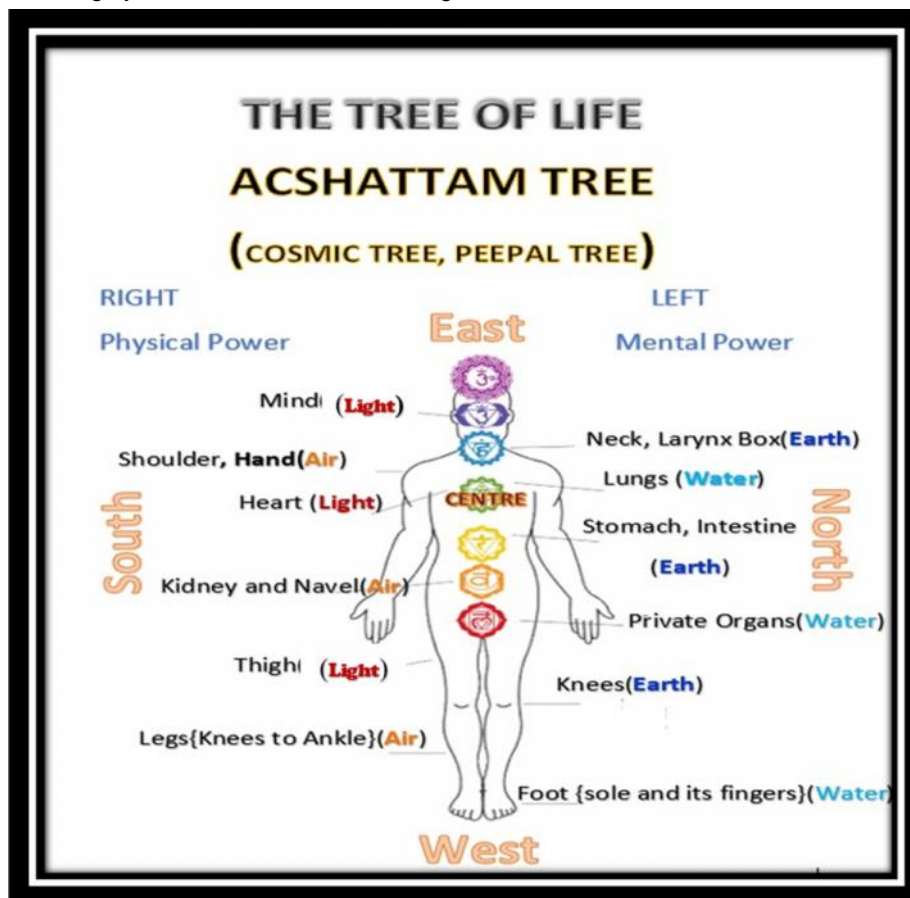 THE TREE OF LIFE
ACSHATTAM TREE
(COSMIC TREE, PEEPAL TREE)
RIGHT
LEFT
East
Physical Power
Mental Power
Mind (Light)
Neck, Larynx Box(Earth)
Shoulder, Hand(Air)
Lungs (Water)
Heart (Light)
CENTRE
South
North
Stomach, Intestine
(Earth)
Kidney and Navel(Air)
Private Organs(Water)
Thigh (Light)
Knees(Earth)
Legs{Knees to Ankle}(Air)
Foot {sole and its fingers}(Water)
West